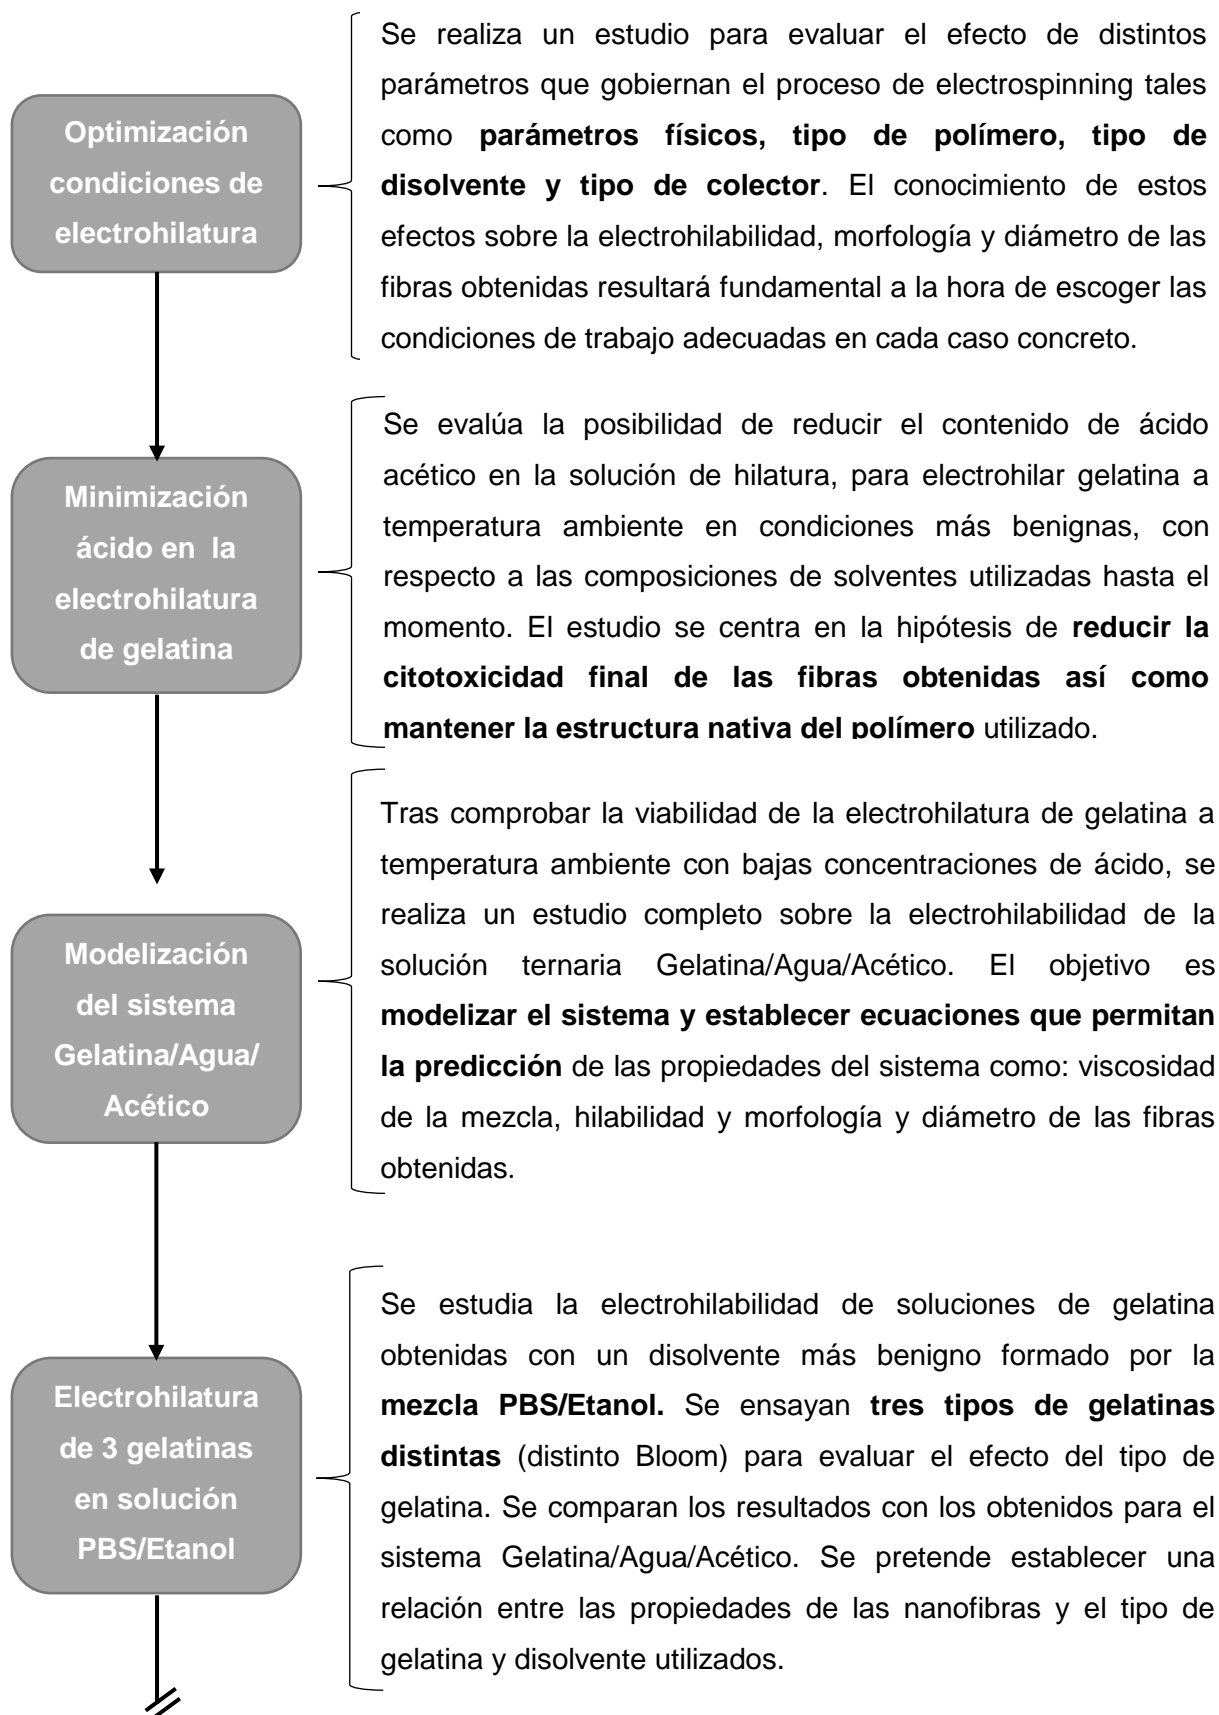 Optimización
condiciones de
electrohilatura
Se realiza un estudio para evaluar el efecto de distintos
parámetros que gobiernan el proceso de electrospinning tales
como parámetros físicos, tipo de polímero, tipo de
disolvente y tipo de colector. El conocimiento de estos
efectos sobre la electrohilabilidad, morfología y diámetro de las
fibras obtenidas resultará fundamental a la hora de escoger las
condiciones de trabajo adecuadas en cada caso concreto.
Minimización
ácido en la
electrohilatura
de gelatina
Se evalúa la posibilidad de reducir el contenido de ácido
acético en la solución de hilatura, para electrohilar gelatina a
temperatura ambiente en condiciones más benignas, con
respecto a las composiciones de solventes utilizadas hasta el
momento. El estudio se centra en la hipótesis de reducir la
citotoxicidad final de las fibras obtenidas así como
mantener la estructura nativa del polímero utilizado.
Modelización
del sistema
Gelatina/Agua/
Acético
Tras comprobar la viabilidad de la electrohilatura de gelatina a
temperatura ambiente con bajas concentraciones de ácido, se
realiza un estudio completo sobre la electrohilabilidad de la
solución ternaria Gelatina/Agua/Acético. El objetivo es
modelizar el sistema y establecer ecuaciones que permitan
la predicción de las propiedades del sistema como: viscosidad
de la mezcla, hilabilidad y morfología y diámetro de las fibras
obtenidas.
Electrohilatura
de 3 gelatinas
en solución
PBS/Etanol
Se estudia la electrohilabilidad de soluciones de gelatina
obtenidas con un disolvente más benigno formado por la
mezcla PBS/Etanol. Se ensayan tres tipos de gelatinas
distintas (distinto Bloom) para evaluar el efecto del tipo de
gelatina. Se comparan los resultados con los obtenidos para el
sistema Gelatina/Agua/Acético. Se pretende establecer una
relación entre las propiedades de las nanofibras y el tipo de
gelatina y disolvente utilizados.